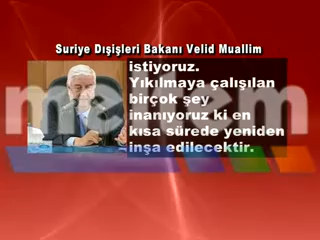 Suriye Dışişleri Bakanı Velid Muallim
istiyoruz.
Yıkılmaya çalışılan
birçok şey
inanıyoruz ki en
kısa sürede yeniden
inşa edilecektir.